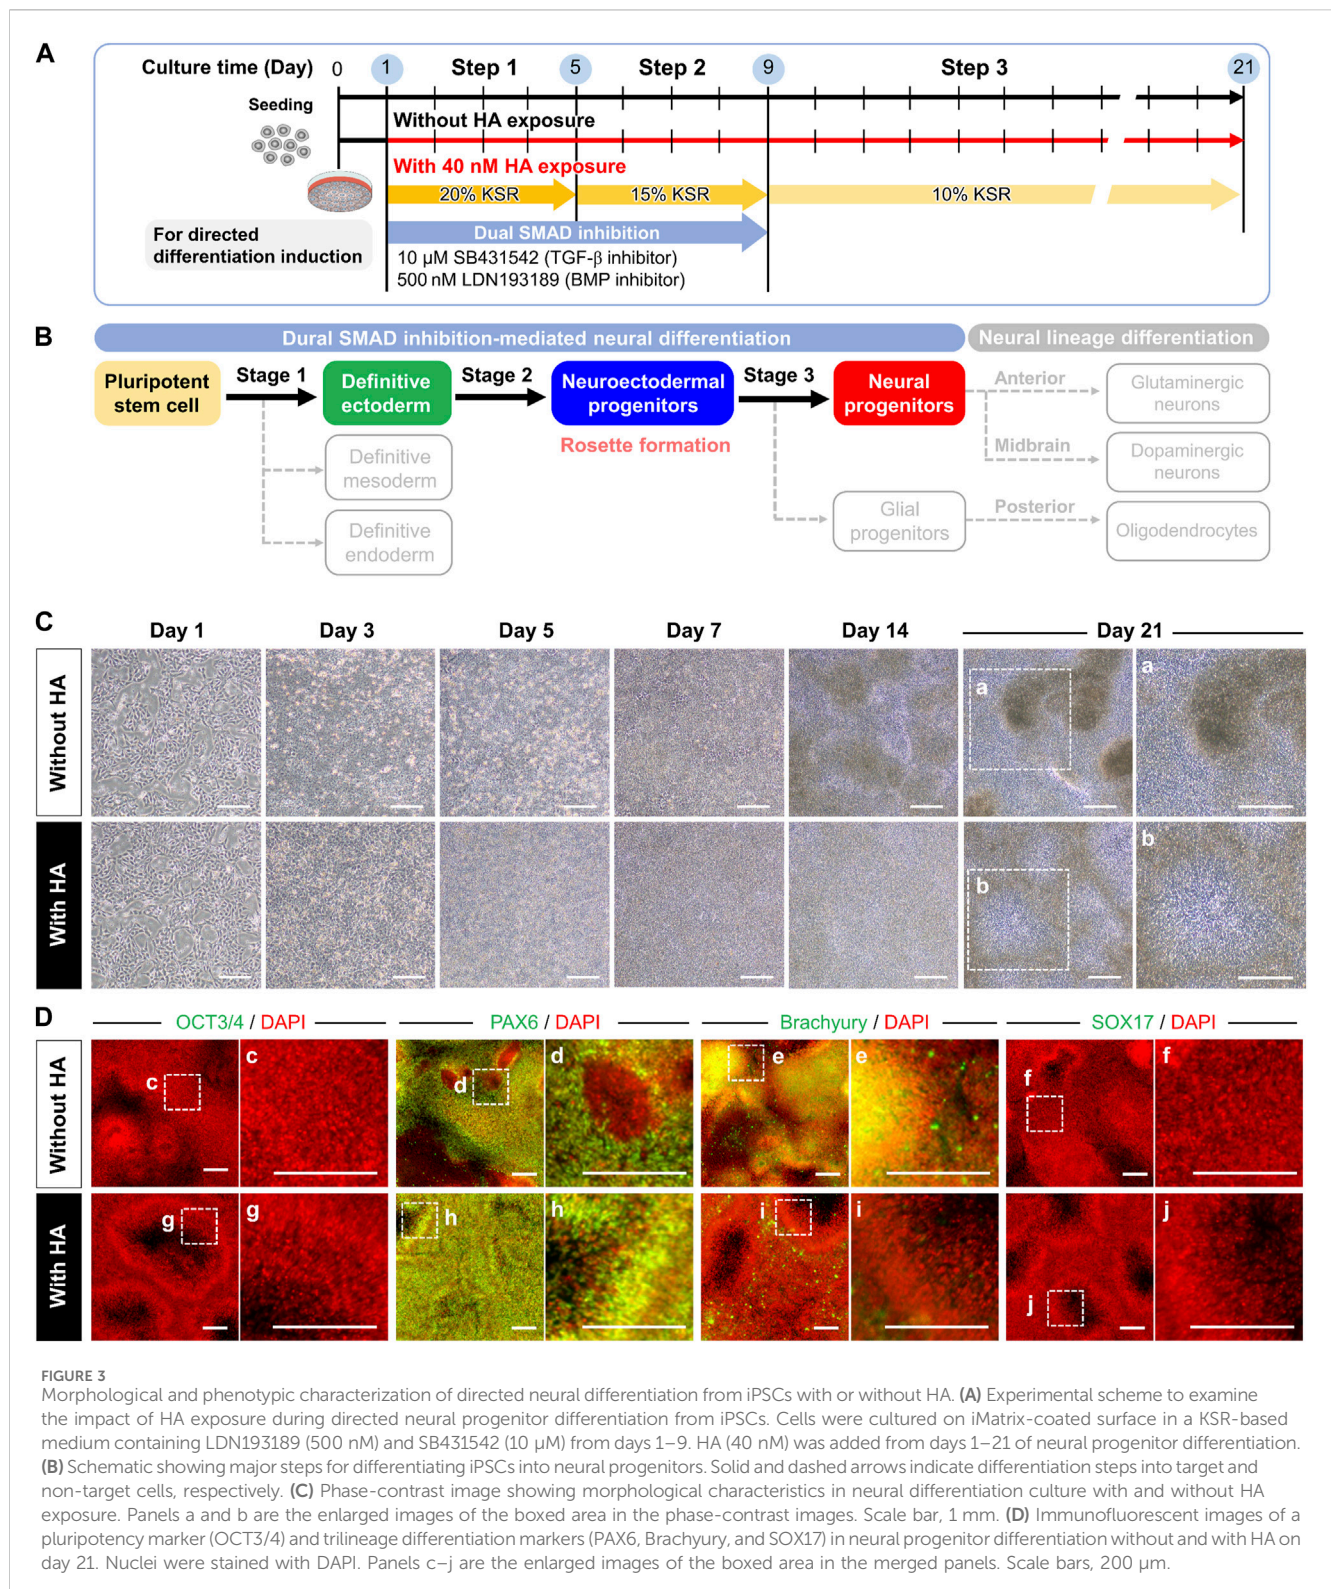 A
Culture time (Day) 0 1 Step 1 5 Step 2 9 Step 3 21
Seeding
Without HA exposure
With 40 nM HA exposure
20% KSR 15% KSR 10% KSR
For directed
differentiation induction
Dual SMAD inhibition
10 µM SB431542 (TGF-β inhibitor)
500 nM LDN193189 (BMP inhibitor)
B
Dural SMAD inhibition-mediated neural differentiation Neural lineage differentiation
Pluripotent
stem cell
Stage 1
Definitive
ectoderm
Stage 2
Neuroectodermal
progenitors
Stage 3
Neural
progenitors
Anterior
Glutaminergic
neurons
Rosette formation
Definitive
mesoderm
Midbrain
Dopaminergic
neurons
Definitive
endoderm
Glial
progenitors
Posterior
Oligodendrocytes
C
Day 1 Day 3 Day 5 Day 7 Day 14 Day 21
Without HA
a a
With HA
b b
D
OCT3/4 / DAPI PAX6 / DAPI Brachyury / DAPI SOX17 / DAPI
Without HA
c c d d e e f f
With HA
g g h h i i j j
FIGURE 3
Morphological and phenotypic characterization of directed neural differentiation from iPSCs with or without HA. (A) Experimental scheme to examine
the impact of HA exposure during directed neural progenitor differentiation from iPSCs. Cells were cultured on iMatrix-coated surface in a KSR-based
medium containing LDN193189 (500 nM) and SB431542 (10 µM) from days 1–9. HA (40 nM) was added from days 1–21 of neural progenitor differentiation.
(B) Schematic showing major steps for differentiating iPSCs into neural progenitors. Solid and dashed arrows indicate differentiation steps into target and
non-target cells, respectively. (C) Phase-contrast image showing morphological characteristics in neural differentiation culture with and without HA
exposure. Panels a and b are the enlarged images of the boxed area in the phase-contrast images. Scale bar, 1 mm. (D) Immunofluorescent images of a
pluripotency marker (OCT3/4) and trilineage differentiation markers (PAX6, Brachyury, and SOX17) in neural progenitor differentiation without and with HA on
day 21. Nuclei were stained with DAPI. Panels c–j are the enlarged images of the boxed area in the merged panels. Scale bars, 200 µm.